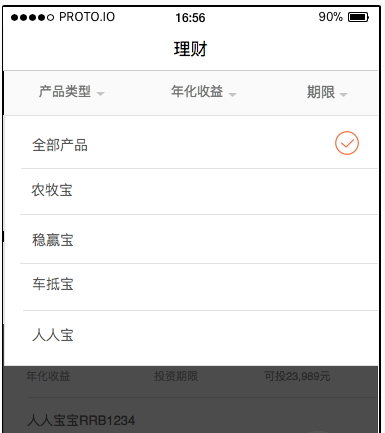 PROTO.IO 16:56 90%
理财
产品类型 年化收益 期限
全部产品
农牧宝
稳赢宝
车抵宝
人人宝
年化收益 投资期限 可投23,989元
人人宝宝RRB1234